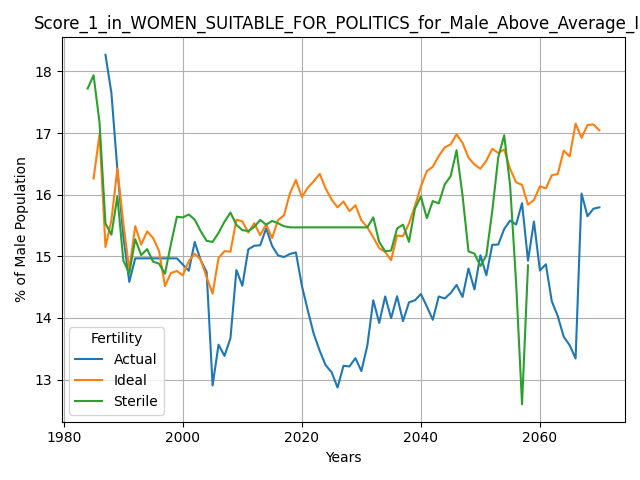 Score_1_in_WOMEN_SUITABLE_FOR_POLITICS_for_Male_Above_Average_I
% of Male Population
18
17
16
15
14
13
Fertility
Actual
Ideal
Sterile
1980 2000 2020 2040 2060
Years